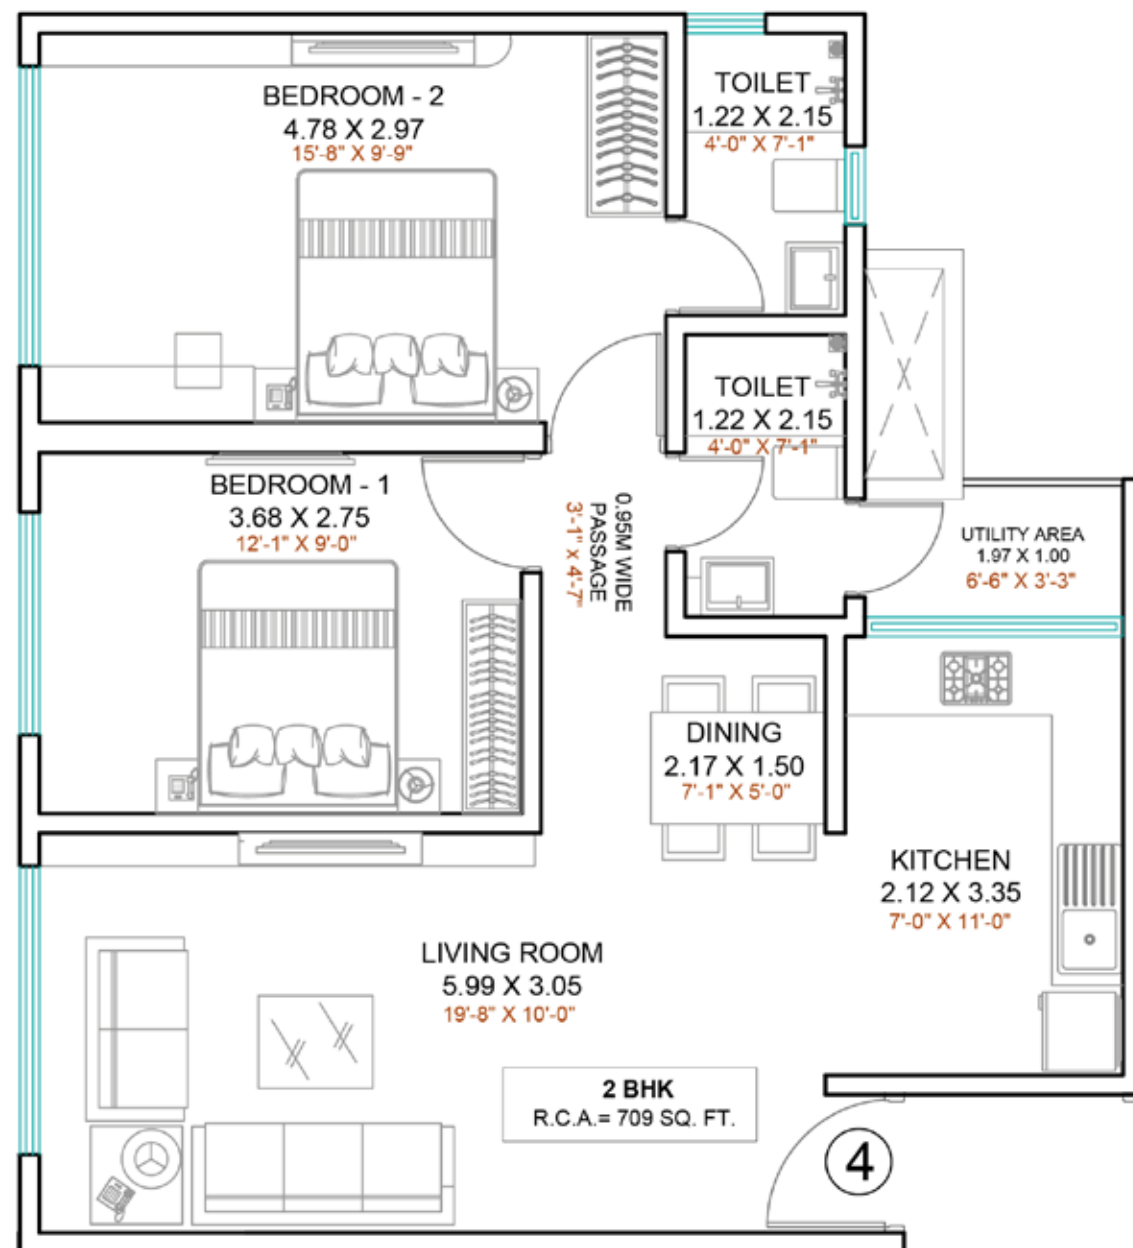 BEDROOM - 2
4.78 X 2.97
15'-8" X 9'-9"
TOILET
1.22 X 2.15
4'-0" X 7'-1"
TOILET
1.22 X 2.15
4'-0" X 7'-1"
BEDROOM - 1
3.68 X 2.75
12'-1" X 9'-0"
0.95M WIDE
PASSAGE
3'-1" x 4'-7"
UTILITY AREA
1.97 X 1.00
6'-6" X 3'-3"
DINING
2.17 X 1.50
7'-1" X 5'-0"
KITCHEN
2.12 X 3.35
7'-0" X 11'-0"
LIVING ROOM
5.99 X 3.05
19'-8" X 10'-0"
2 BHK
R.C.A.= 709 SQ. FT.
4